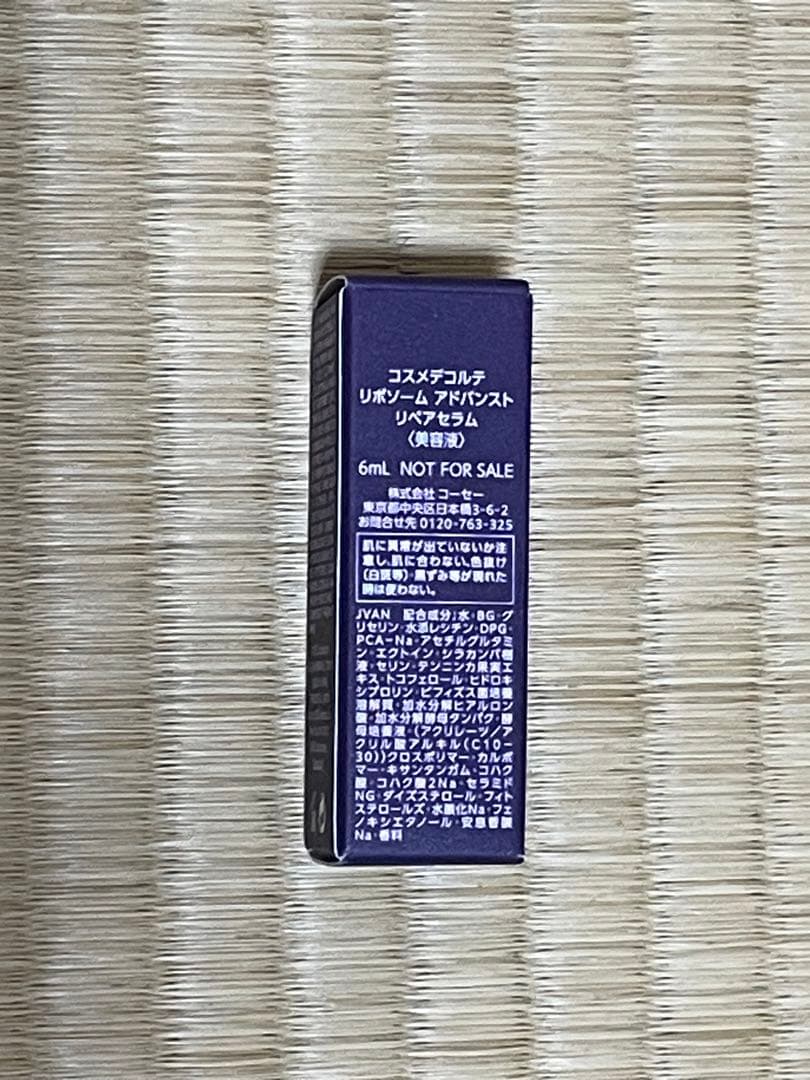 コスメデコルテ
リポソーム アドバンスト
リペアセラム
〈美容液〉
6mL NOT FOR SALE
株式会社 コーセー
東京都中央区日本橋3-6-2
お問合せ先 0120-763-325
肌に異常が出ていないか注
意し、肌に合わない、色抜け
(白斑等)・黒ずみ等が現れた
時は使わない。
JVAN 配合成分:水・BG・グ
リセリン・水添レシチン・DPG・
PCA-Na・アセチルグルタミ
ン・エクトイン・シラカンバ樹
液・セリン・テンニンカ果実エ
キス・トコフェロール・ヒドロキ
シプロリン・ビフィズス菌培養
溶解質・加水分解ヒアルロン
酸・加水分解酵母タンパク・酵
母培養液・(アクリレーツ/ア
クリル酸アルキル(C10-
30))クロスポリマー・カルボ
マー・キサンタンガム・コハク
酸・コハク酸2Na・セラミド
NG・ダイズステロール・フィト
ステロールズ・水酸化Na・フェ
ノキシエタノール・安息香酸
Na・香料